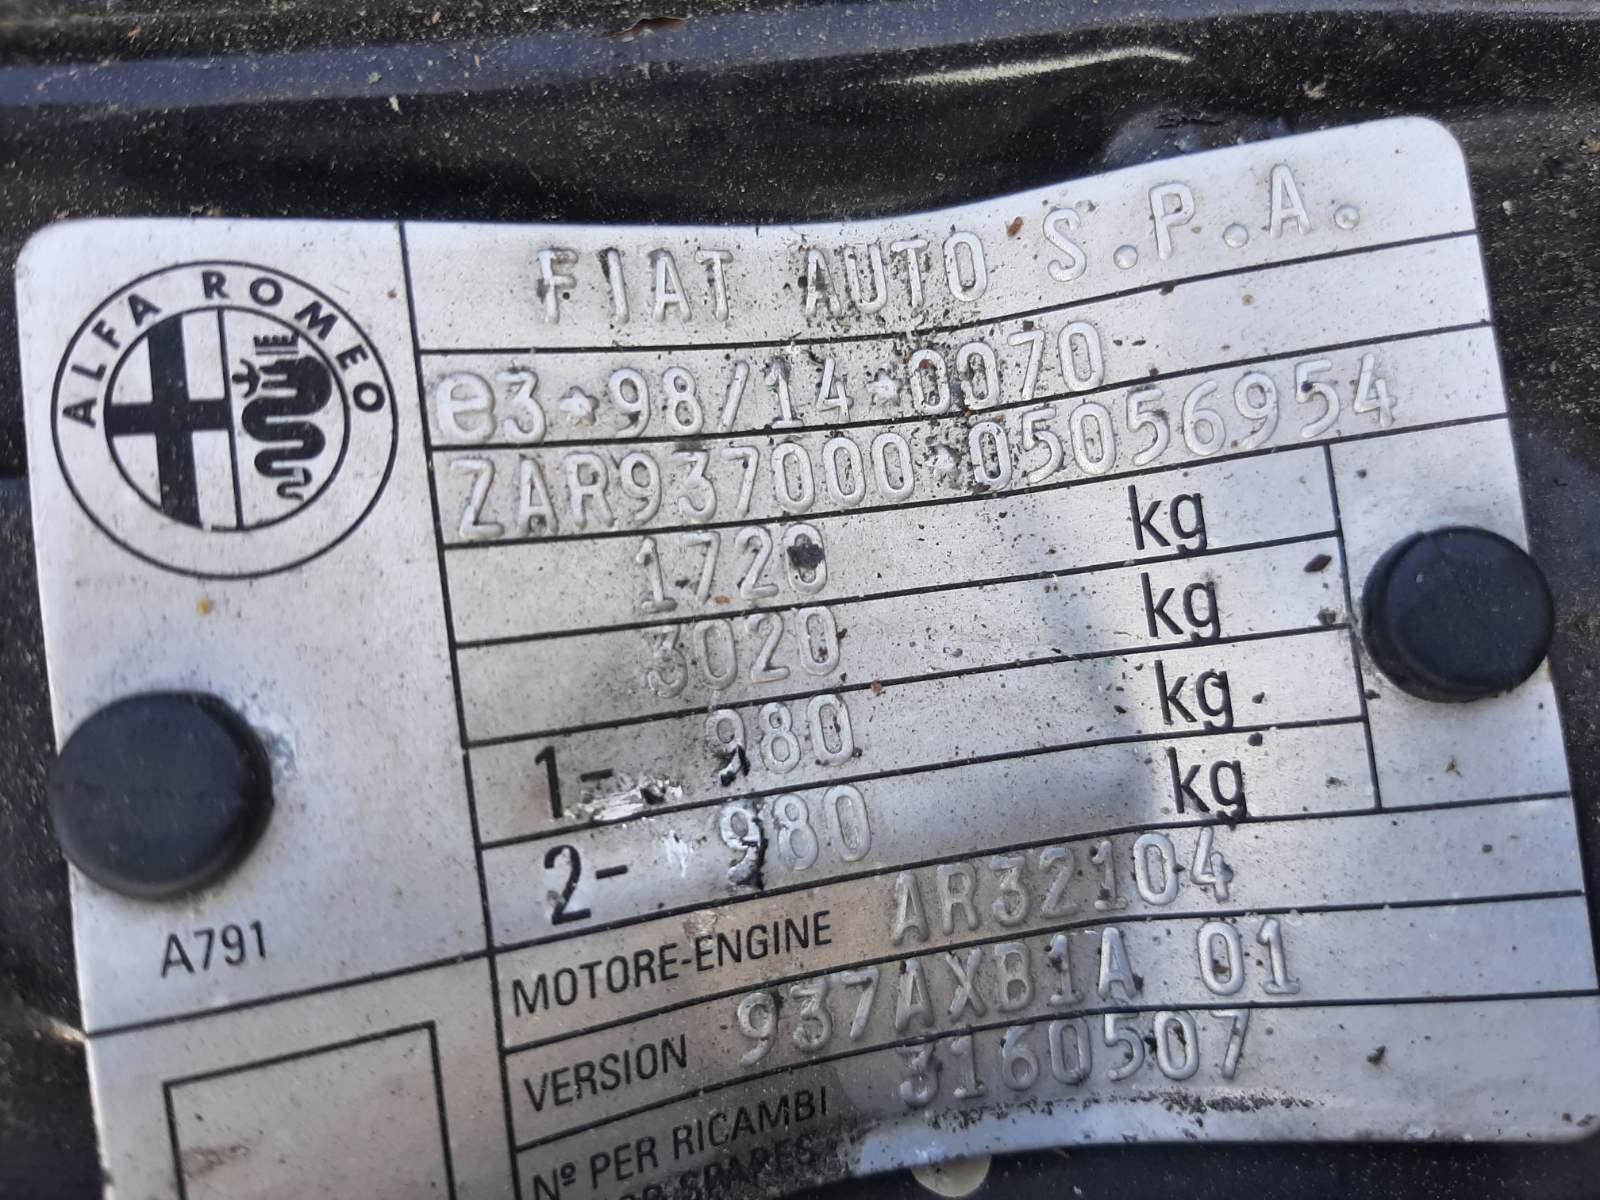 ALFA ROMEO
FIAT AUTO S.P.A.
e3*98/14*0070
ZAR937000*05056954
1720 kg
3020 kg
1- 980 kg
2- 980 kg
A791
MOTORE-ENGINE AR32104
VERSION 937AXB1A 01
Nº PER RICAMBI 3160507
SPARES